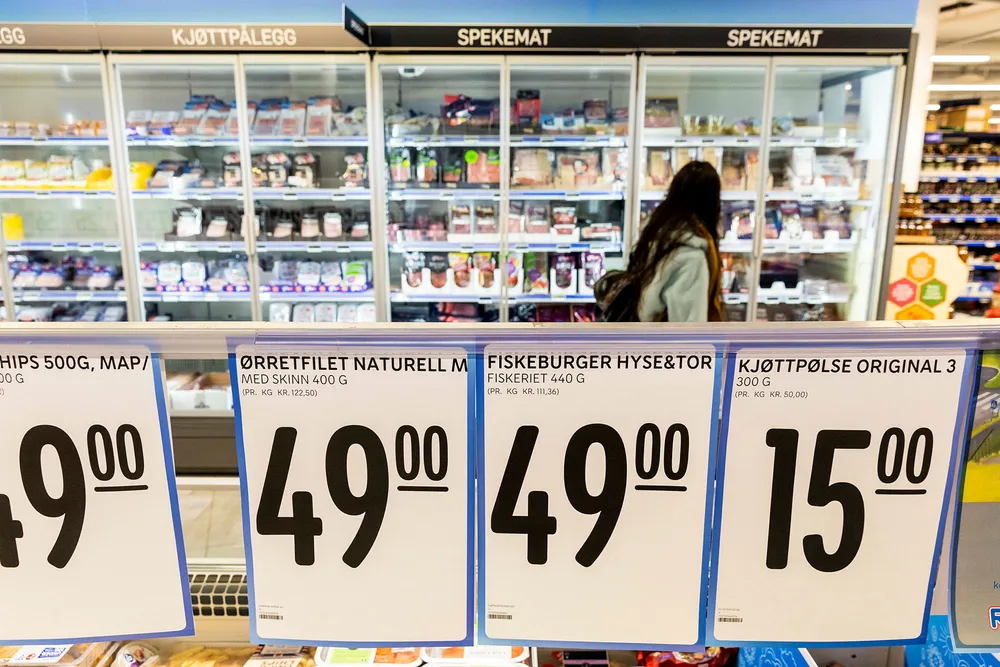 GG
KJØTTPÅLEGG
SPEKEMAT
SPEKEMAT
HIPS 500G, MAP/
00 G
49 00
ØRRETFILET NATURELL M
MED SKINN 400 G
(PR. KG KR. 122,50)
49 00
FISKEBURGER HYSE&TOR
FISKERIET 440 G
(PR. KG KR. 111,36)
49 00
KJØTTPØLSE ORIGINAL 3
300 G
(PR. KG KR. 50,00)
15 00